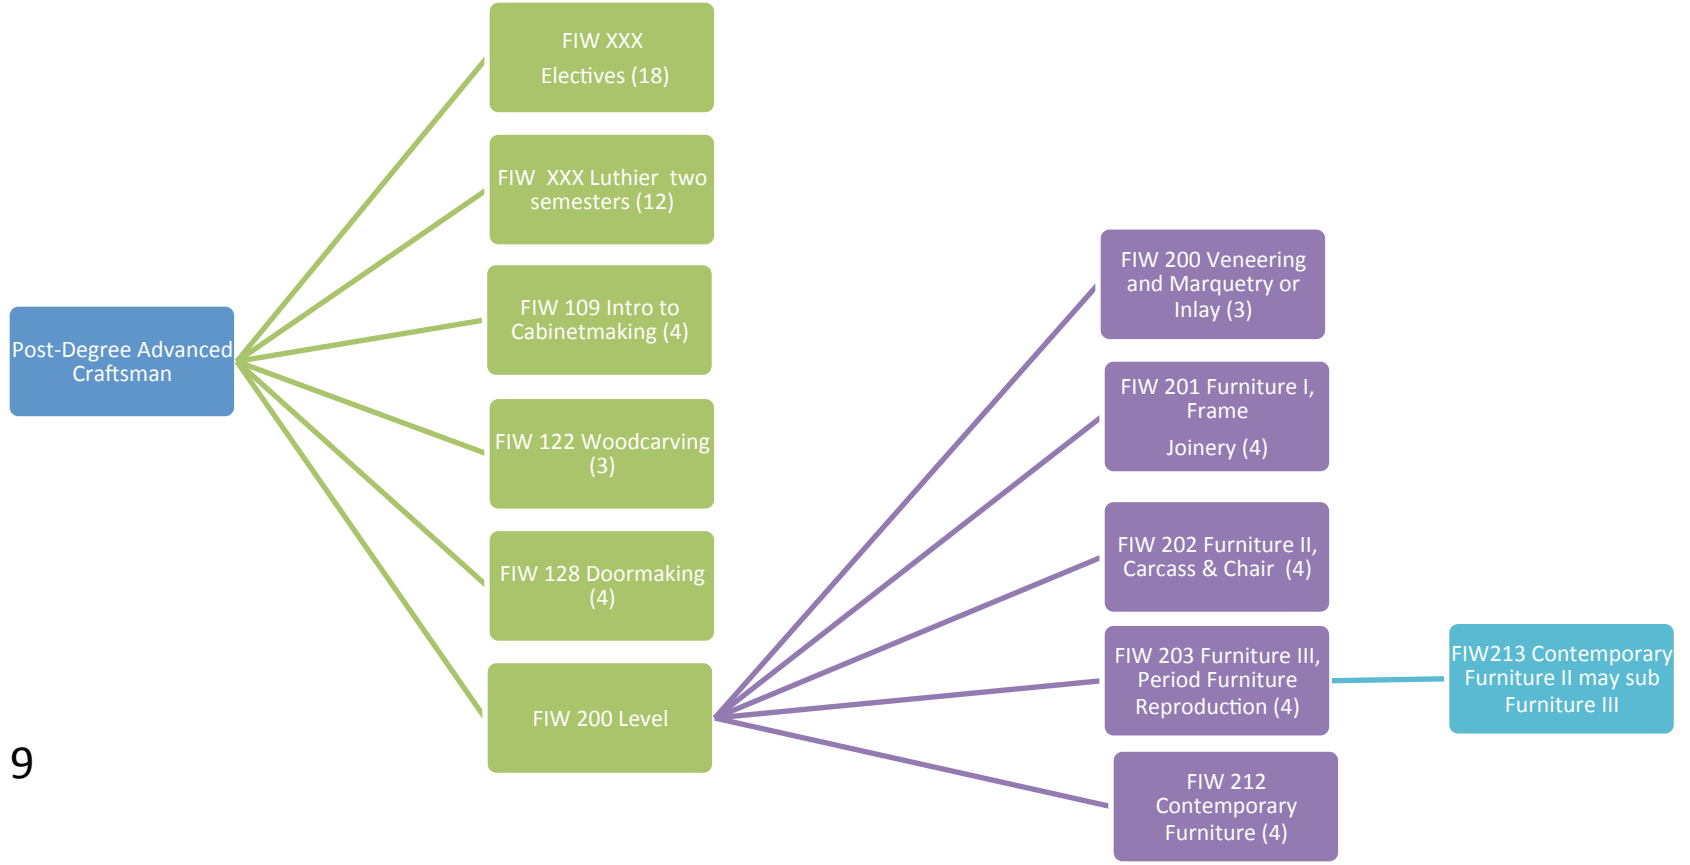 FIW XXX
Electives (18)
FIW  XXX Luthier  two
semesters (12)
FIW 109 Intro to
Cabinetmaking (4)
FIW 122 Woodcarving
(3)
FIW 128 Doormaking
(4)
FIW 200 Level
Post-Degree Advanced
Craftsman
FIW 200 Veneering
and Marquetry or
Inlay (3)
FIW 201 Furniture I,
Frame
Joinery (4)
FIW 202 Furniture II,
Carcass & Chair  (4)
FIW 203 Furniture III,
Period Furniture
Reproduction (4)
FIW 212
Contemporary
Furniture (4)
FIW213 Contemporary
Furniture II may sub
Furniture III
9